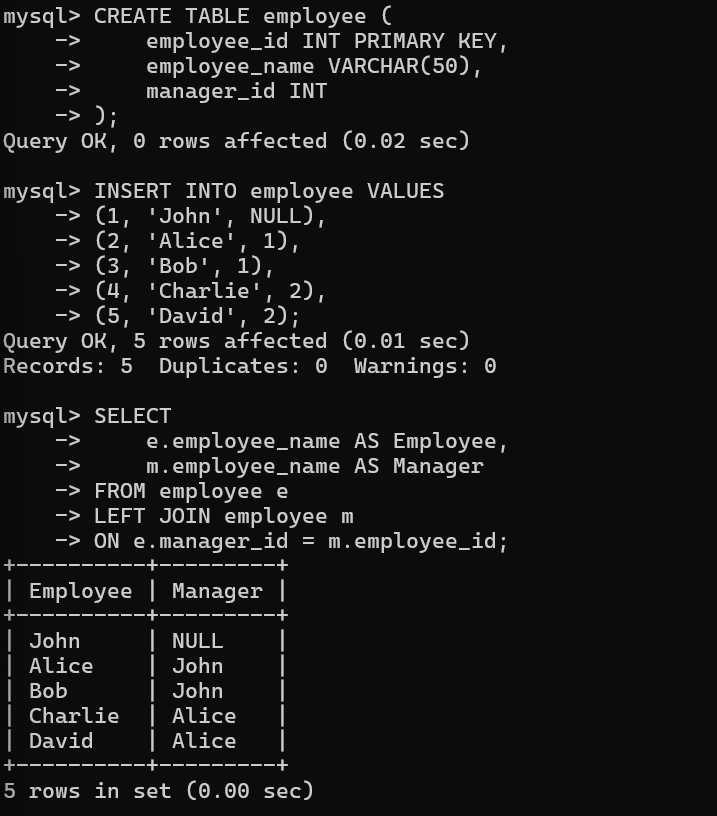 mysql> CREATE TABLE employee (
    ->     employee_id INT PRIMARY KEY,
    ->     employee_name VARCHAR(50),
    ->     manager_id INT
    -> );
Query OK, 0 rows affected (0.02 sec)

mysql> INSERT INTO employee VALUES
    -> (1, 'John', NULL),
    -> (2, 'Alice', 1),
    -> (3, 'Bob', 1),
    -> (4, 'Charlie', 2),
    -> (5, 'David', 2);
Query OK, 5 rows affected (0.01 sec)
Records: 5  Duplicates: 0  Warnings: 0

mysql> SELECT
    ->     e.employee_name AS Employee,
    ->     m.employee_name AS Manager
    -> FROM employee e
    -> LEFT JOIN employee m
    -> ON e.manager_id = m.employee_id;
+----------+---------+
| Employee | Manager |
+----------+---------+
| John     | NULL    |
| Alice    | John    |
| Bob      | John    |
| Charlie  | Alice   |
| David    | Alice   |
+----------+---------+
5 rows in set (0.00 sec)